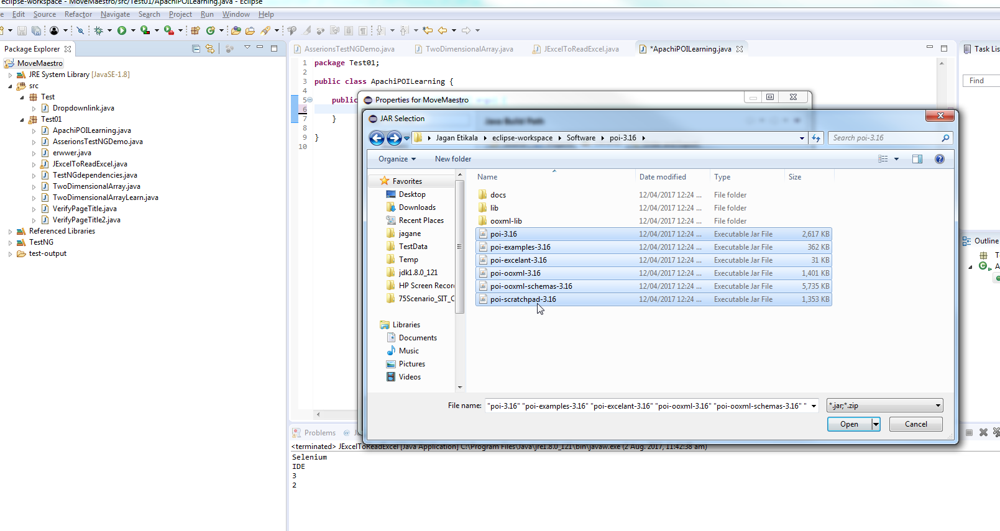 eclipse-workspace - MoveMaestro/src/Test01/ApachiPOILearning.java - Eclipse
e Edit Source Refactor Navigate Search Project Run Window Help
Package Explorer
MoveMaestro
JRE System Library [JavaSE-1.8]
src
Test
Dropdownlink.java
Test01
ApachiPOILearning.java
AsserionsTestNGDemo.java
erwwer.java
JExcelToReadExcel.java
TestNGdependencies.java
TwoDimensionalArray.java
TwoDimensionalArrayLearn.java
VerifyPageTitle.java
VerifyPageTitle2.java
Referenced Libraries
TestNG
test-output
AsserionsTestNGDemo.java TwoDimensionalArray.java JExcelToReadExcel.java *ApachiPOILearning.java
1 package Test01;
2
3 public class ApachiPOILearning {
4
5 public
6
7 }
8
9 }
10
Properties for MoveMaestro
JAR Selection
Java Build Path
Jagan Etikala eclipse-workspace Software poi-3.16
Search poi-3.16
Organize New folder
Favorites
Desktop
Downloads
Recent Places
jagane
TestData
Temp
jdk1.8.0_121
HP Screen Recor
75Scenario_SIT_C
Libraries
Documents
Music
Pictures
Videos
Name Date modified Type Size
docs 12/04/2017 12:24 ... File folder
lib 12/04/2017 12:24 ... File folder
ooxml-lib 12/04/2017 12:24 ... File folder
poi-3.16 12/04/2017 12:24 ... Executable Jar File 2,617 KB
poi-examples-3.16 12/04/2017 12:24 ... Executable Jar File 362 KB
poi-excelant-3.16 12/04/2017 12:24 ... Executable Jar File 31 KB
poi-ooxml-3.16 12/04/2017 12:24 ... Executable Jar File 1,401 KB
poi-ooxml-schemas-3.16 12/04/2017 12:24 ... Executable Jar File 5,735 KB
poi-scratchpad-3.16 12/04/2017 12:24 ... Executable Jar File 1,353 KB
File name: "poi-3.16" "poi-examples-3.16" "poi-excelant-3.16" "poi-ooxml-3.16" "poi-ooxml-schemas-3.16" " *.jar;*.zip
Open Cancel
Task Lis
Find
Outline
T
A
Problems @ J
<terminated> JExcelToReadExcel [Java Application] C:\Program Files\Java\jre1.8.0_121\bin\javaw.exe (2 Aug. 2017, 11:42:38 am)
Selenium
IDE
3
2